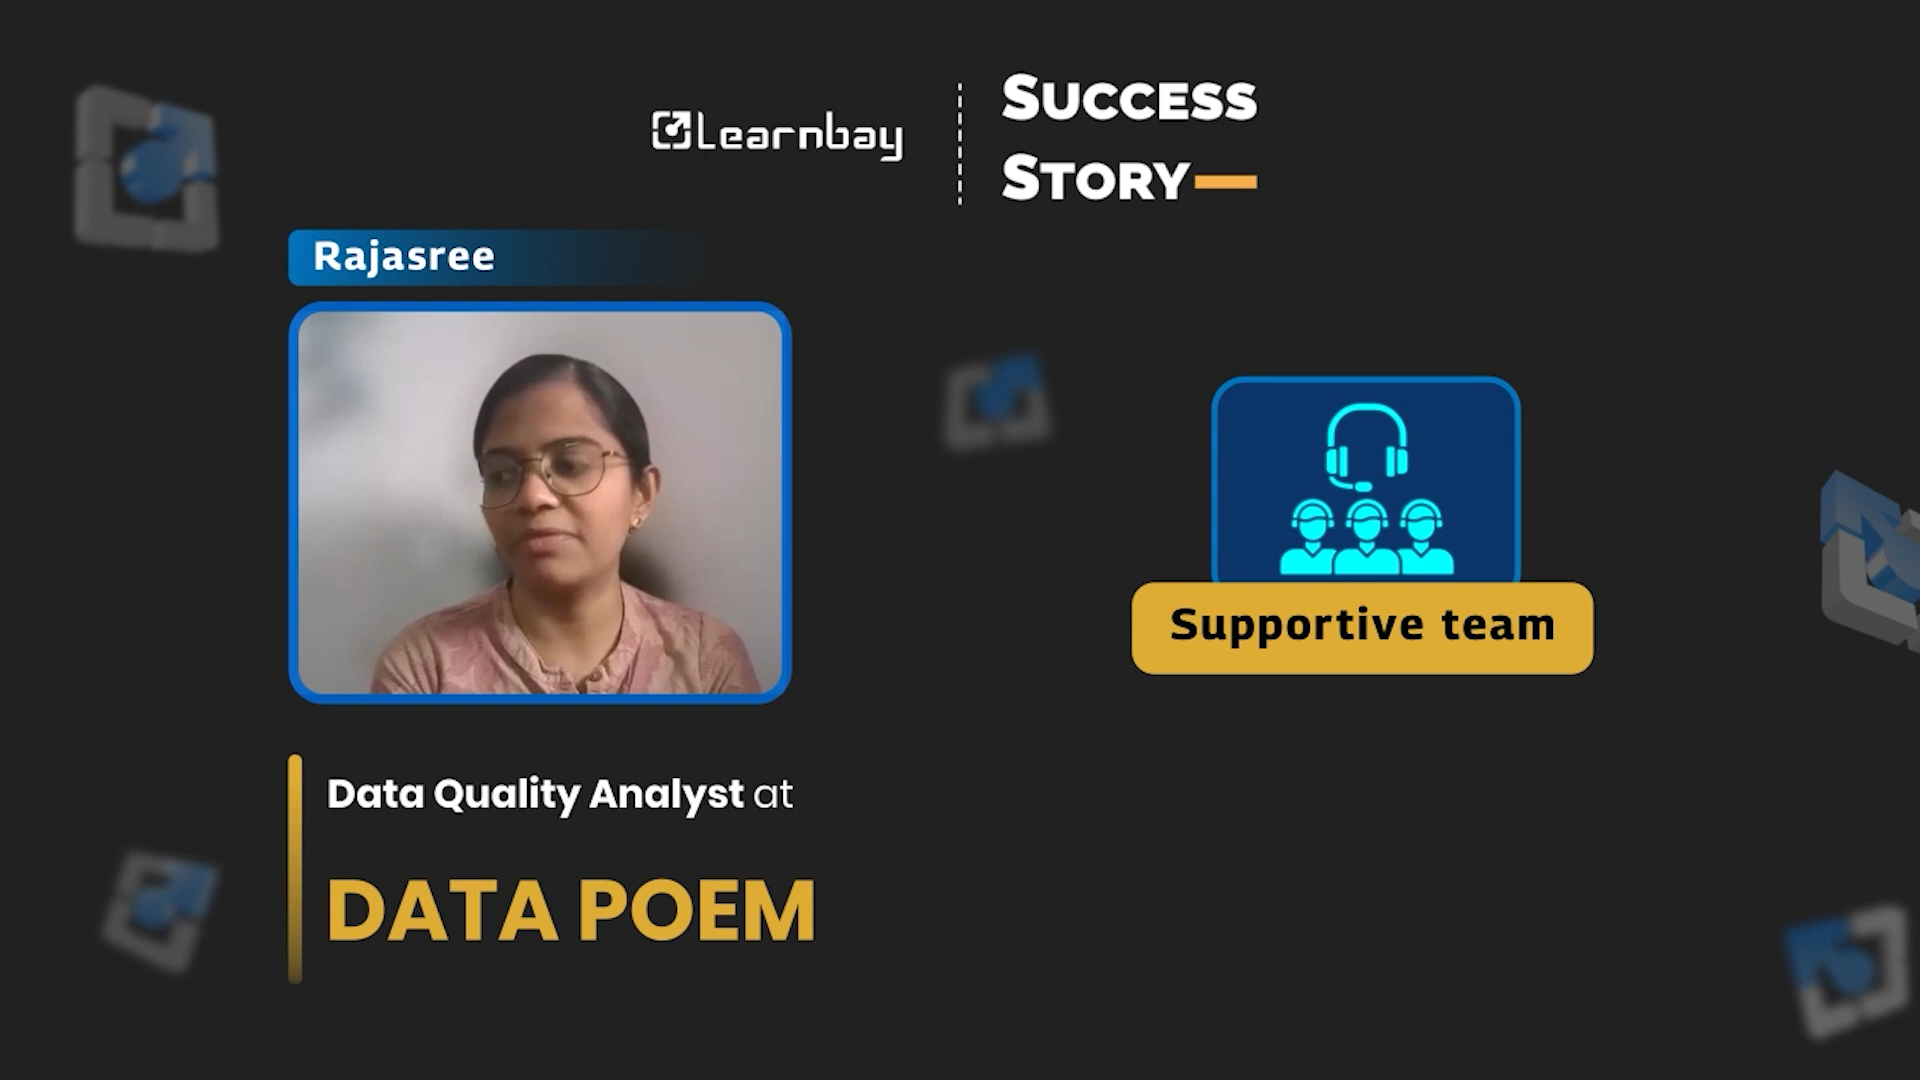 Learnbay
SUCCESS
STORY
Rajasree
Supportive team
Data Quality Analyst at
DATA POEM